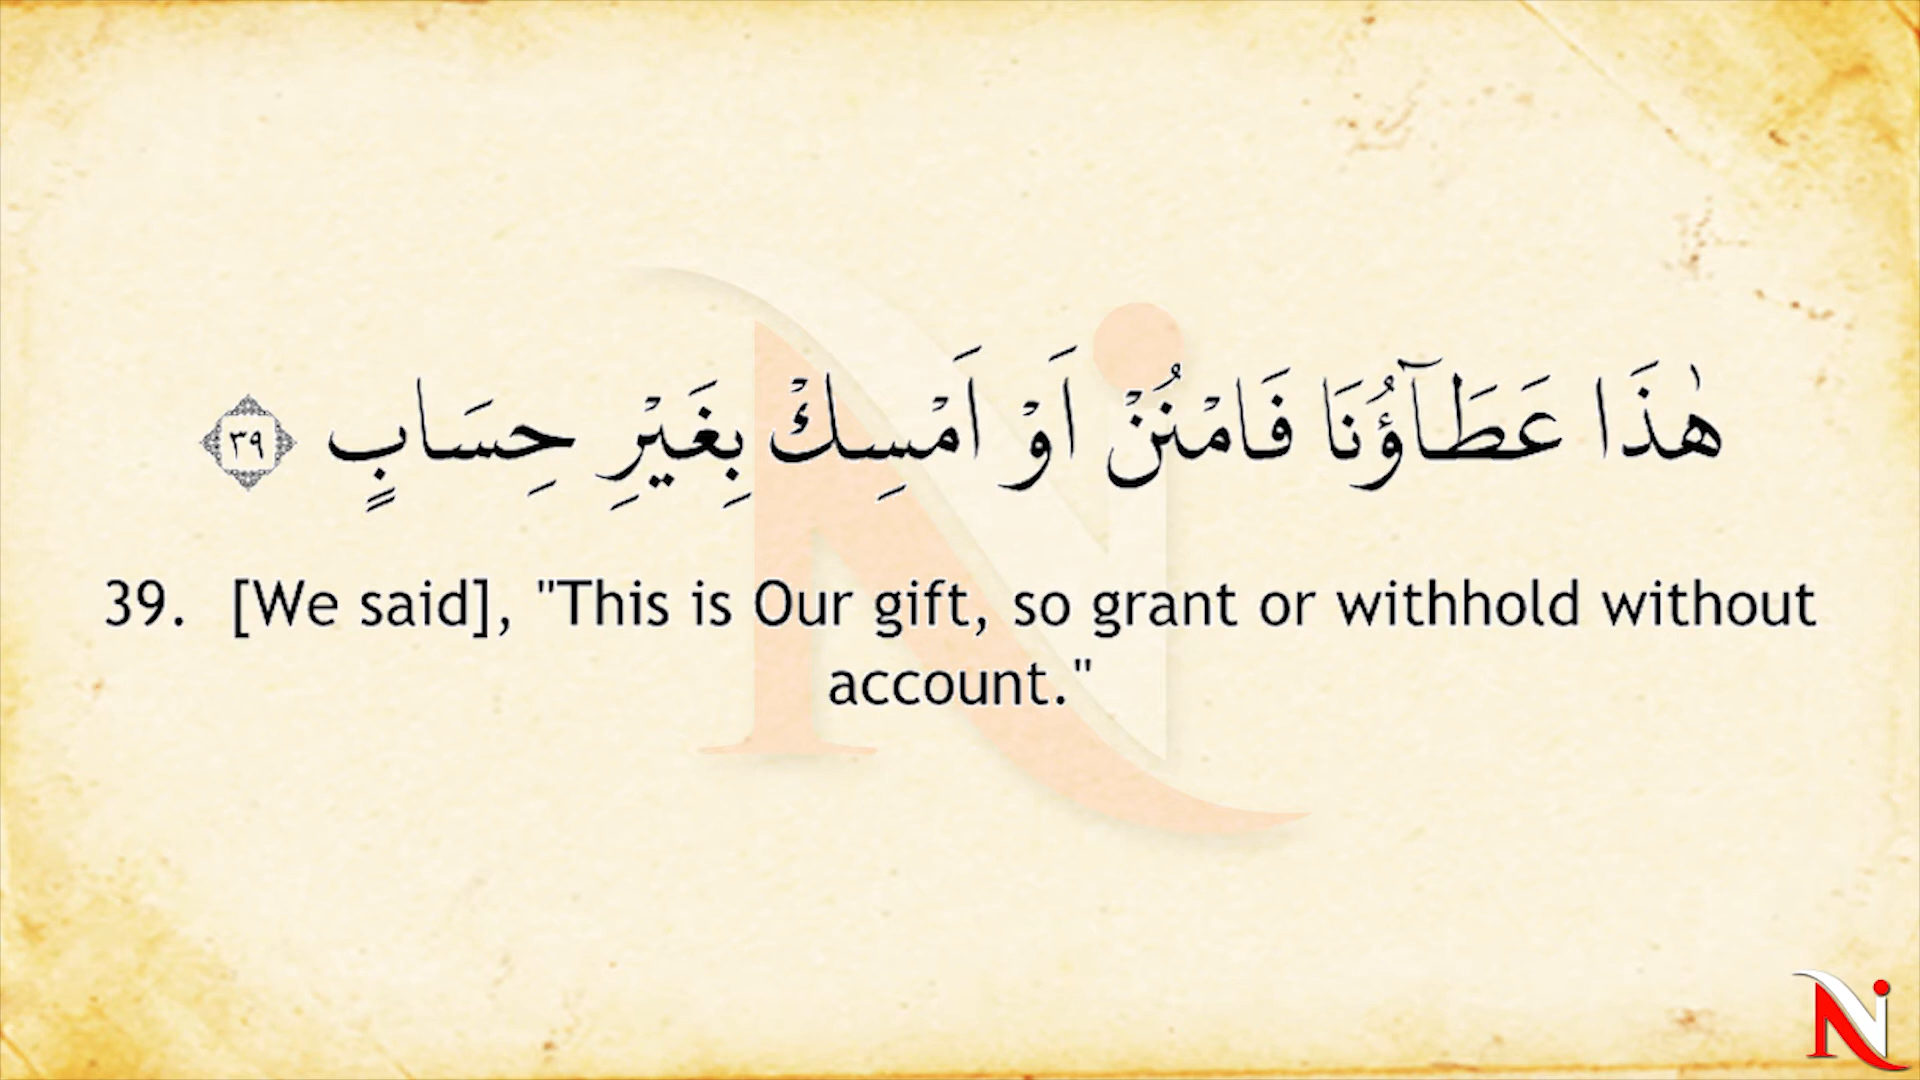 هٰذَا عَطَآؤُنَا فَامْنُنْ اَوْ اَمْسِكْ بِغَيْرِ حِسَابٍ ٣٩
39. [We said], "This is Our gift, so grant or withhold without
account."